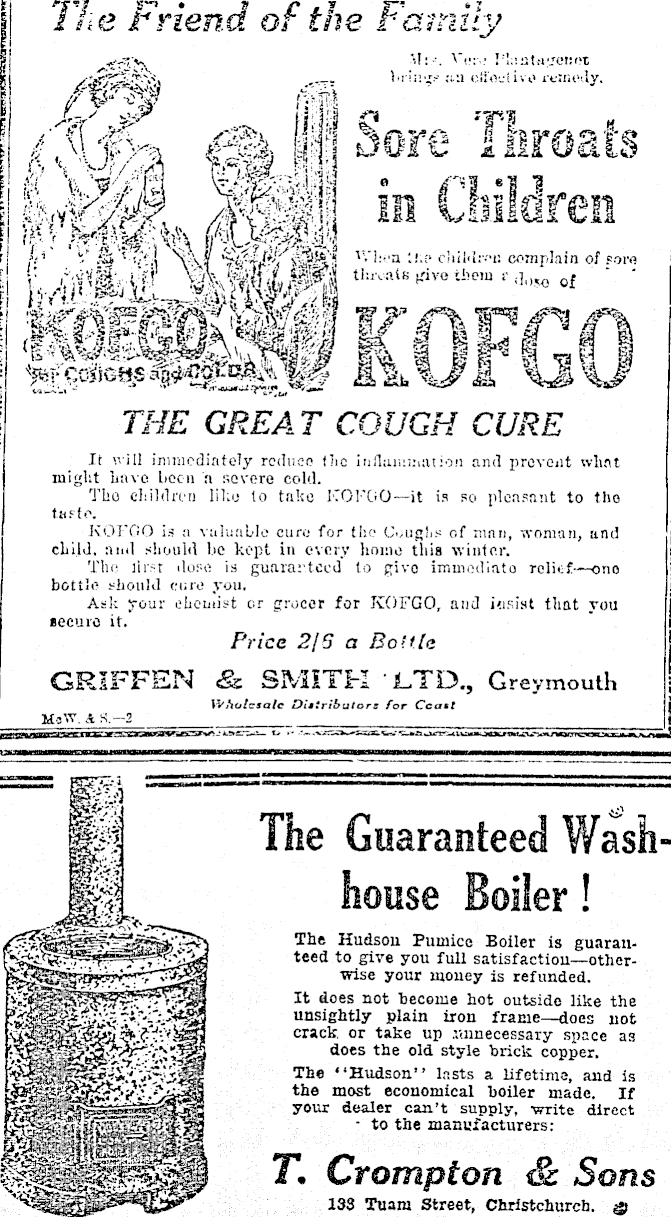 The Friend of the Family
Mrs. Vere Plantagenet
brings an effective remedy.
Sore Throats
in Children
When the children complain of sore
throats give them a dose of
KOFGO
KOFGO
FOR COUGHS and COLDS
THE GREAT COUGH CURE
It will immediately reduce the inflammation and prevent what
might have been a severe cold.
The children like to take KOFGO—it is so pleasant to the
taste.
KOFGO is a valuable cure for the Coughs of man, woman, and
child, and should be kept in every home this winter.
The first dose is guaranteed to give immediate relief—one
bottle should cure you.
Ask your chemist or grocer for KOFGO, and insist that you
secure it.
Price 2/6 a Bottle
GRIFFEN & SMITH LTD., Greymouth
Wholesale Distributors for Coast
McW. & S.—2
The Guaranteed Wash-
house Boiler!
The Hudson Pumice Boiler is guaran-
teed to give you full satisfaction—other-
wise your money is refunded.
It does not become hot outside like the
unsightly plain iron frame—does not
crack or take up unnecessary space as
does the old style brick copper.
The "Hudson" lasts a lifetime, and is
the most economical boiler made. If
your dealer can't supply, write direct
to the manufacturers:
T. Crompton & Sons
133 Tuam Street, Christchurch.